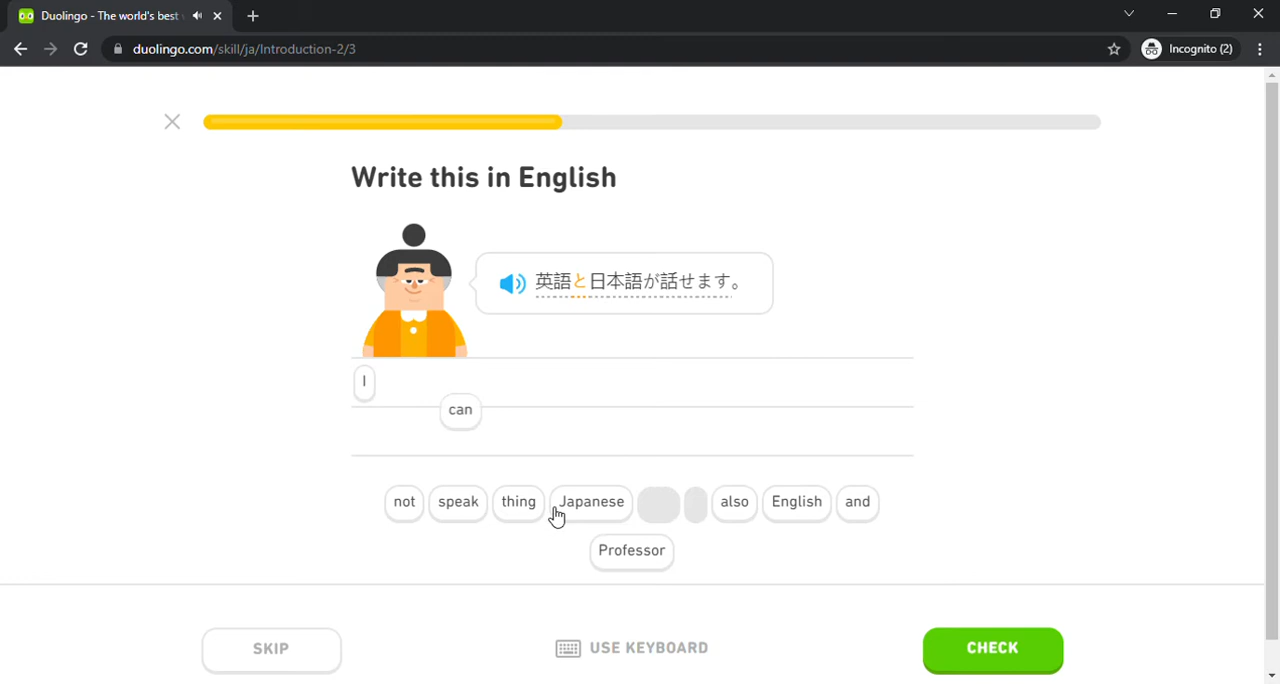 Duolingo - The world's best
duolingo.com/skill/ja/Introduction-2/3
Incognito (2)
Write this in English
英語と日本語が話せます。
I
can
not speak thing Japanese also English and
Professor
SKIP
USE KEYBOARD
CHECK